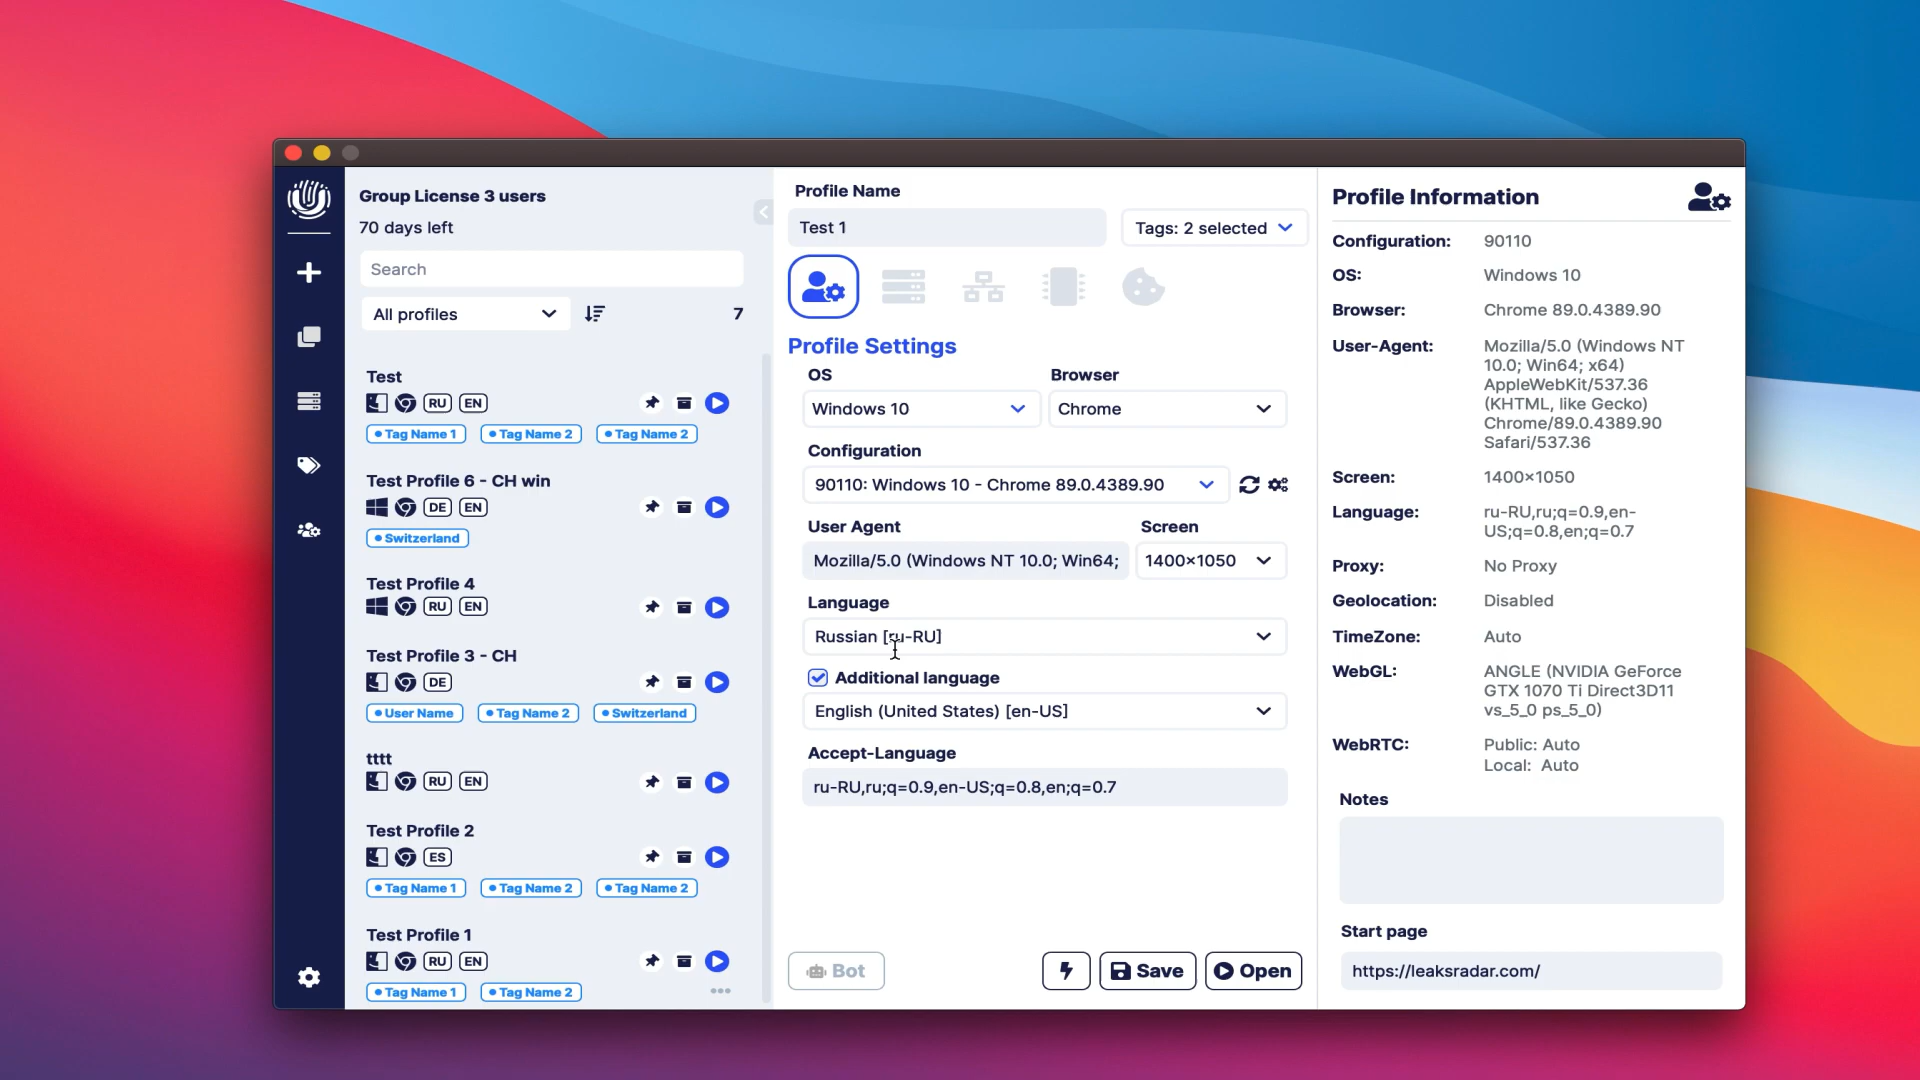 Group License 3 users
70 days left
Search
All profiles
7
Test
RU EN
Tag Name 1 Tag Name 2 Tag Name 2
Test Profile 6 - CH win
DE EN
Switzerland
Test Profile 4
RU EN
Test Profile 3 - CH
DE
User Name Tag Name 2 Switzerland
tttt
RU EN
Test Profile 2
ES
Tag Name 1 Tag Name 2 Tag Name 2
Test Profile 1
RU EN
Tag Name 1 Tag Name 2
Profile Name
Test 1
Tags: 2 selected
Profile Settings
OS Browser
Windows 10 Chrome
Configuration
90110: Windows 10 - Chrome 89.0.4389.90
User Agent Screen
Mozilla/5.0 (Windows NT 10.0; Win64; 1400×1050
Language
Russian [ru-RU]
Additional language
English (United States) [en-US]
Accept-Language
ru-RU,ru;q=0.9,en-US;q=0.8,en;q=0.7
Bot Save Open
Profile Information
Configuration: 90110
OS: Windows 10
Browser: Chrome 89.0.4389.90
User-Agent: Mozilla/5.0 (Windows NT
10.0; Win64; x64)
AppleWebKit/537.36
(KHTML, like Gecko)
Chrome/89.0.4389.90
Safari/537.36
Screen: 1400×1050
Language: ru-RU,ru;q=0.9,en-
US;q=0.8,en;q=0.7
Proxy: No Proxy
Geolocation: Disabled
TimeZone: Auto
WebGL: ANGLE (NVIDIA GeForce
GTX 1070 Ti Direct3D11
vs_5_0 ps_5_0)
WebRTC: Public: Auto
Local: Auto
Notes
Start page
https://leaksradar.com/